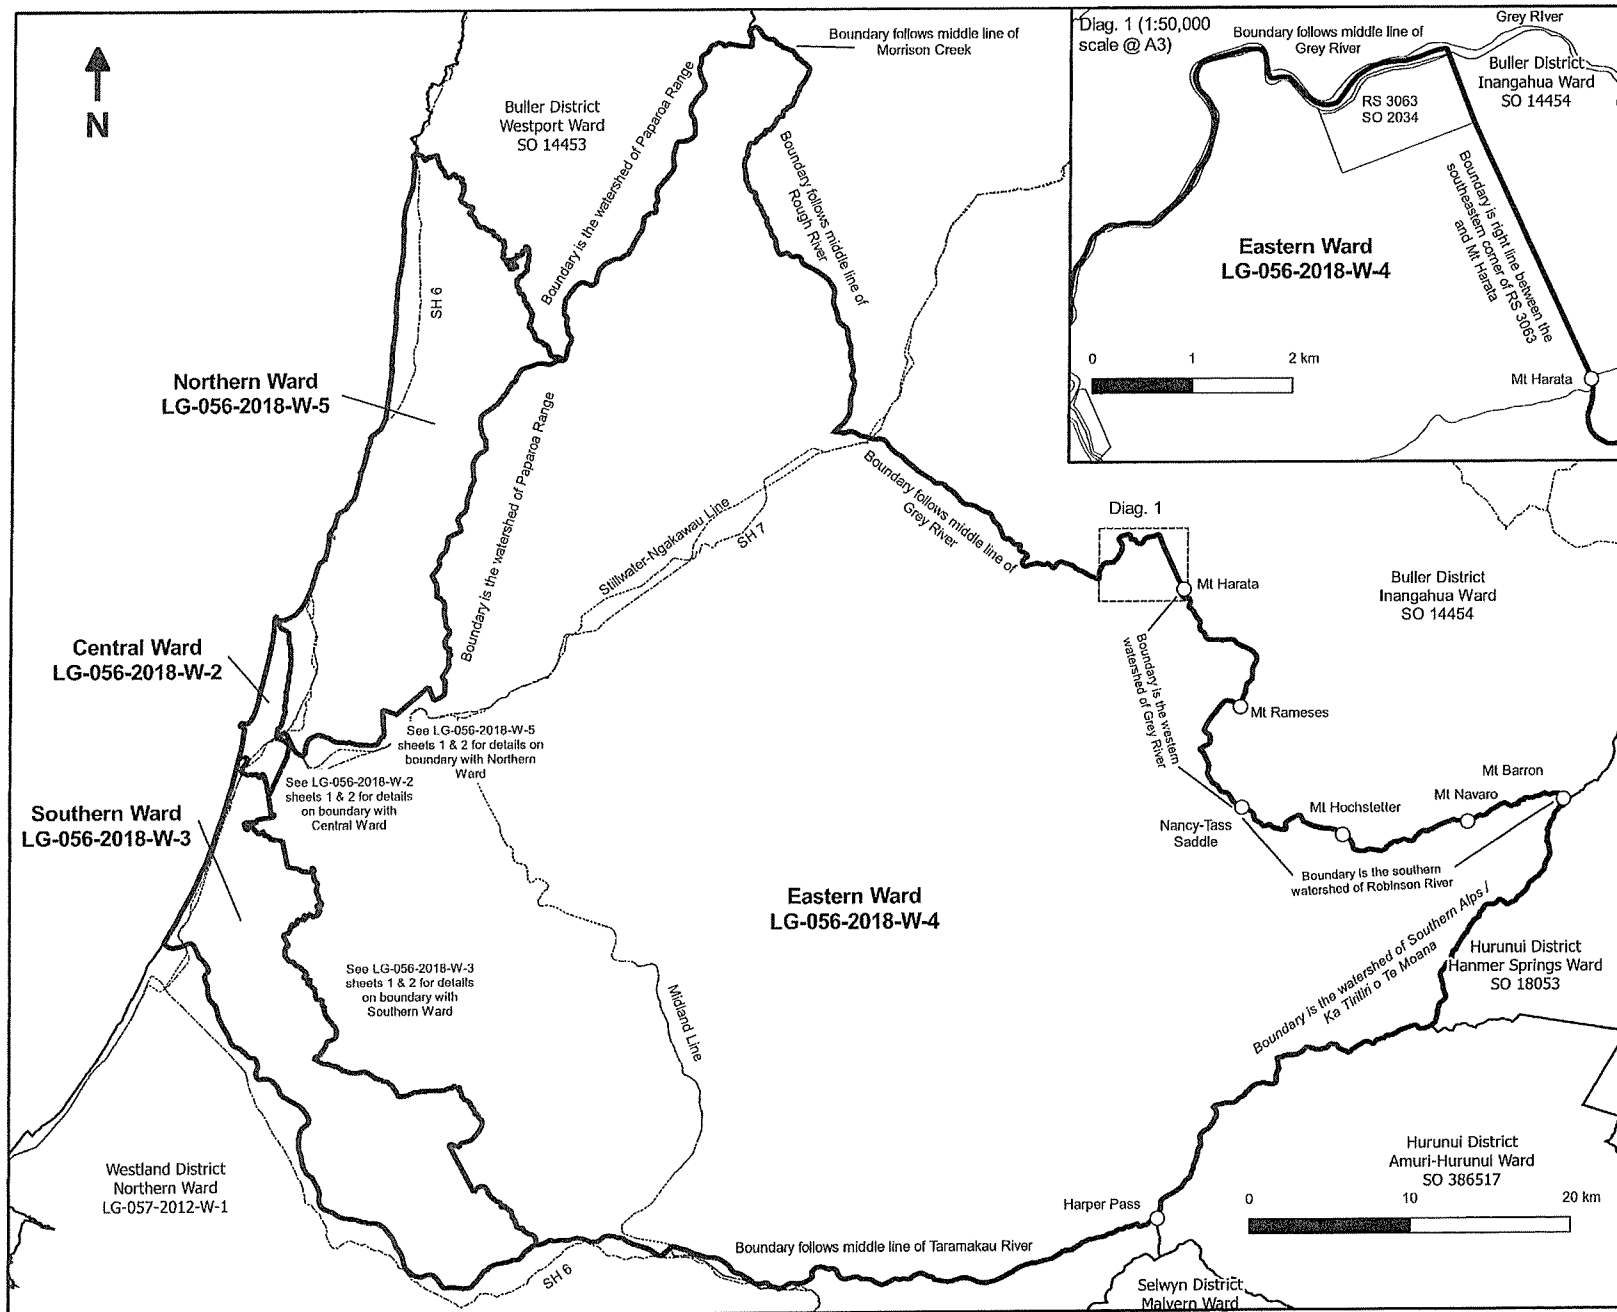 Diag. 1 (1:50,000
scale @ A3)
Boundary follows middle line of
Grey River
Grey River
Buller District
Inangahua Ward
SO 14454
RS 3063
SO 2034
Boundary is right line between the
southeastern corner of RS 3063
and Mt Harata
Eastern Ward
LG-056-2018-W-4
0 1 2 km
Mt Harata
N
Boundary follows middle line of
Morrison Creek
Buller District
Westport Ward
SO 14453
Boundary is the watershed of Paparoa Range
Boundary follows middle line of
Rough River
SH 6
Northern Ward
LG-056-2018-W-5
Boundary is the watershed of Paparoa Range
Boundary follows middle line of
Grey River
Stillwater-Ngakawau Line
SH 7
Diag. 1
Mt Harata
Buller District
Inangahua Ward
SO 14454
Central Ward
LG-056-2018-W-2
Boundary is the western
watershed of Grey River
Mt Rameses
See LG-056-2018-W-5
sheets 1 & 2 for details on
boundary with Northern
Ward
See LG-056-2018-W-2
sheets 1 & 2 for details
on boundary with
Central Ward
Southern Ward
LG-056-2018-W-3
Mt Barron
Mt Navaro
Mt Hochstetter
Nancy-Tass
Saddle
Boundary is the southern
watershed of Robinson River
Eastern Ward
LG-056-2018-W-4
Boundary is the watershed of Southern Alps /
Ka Tiritiri o Te Moana
Hurunui District
Hanmer Springs Ward
SO 18053
See LG-056-2018-W-3
sheets 1 & 2 for details
on boundary with
Southern Ward
Midland Line
Westland District
Northern Ward
LG-057-2012-W-1
Hurunui District
Amuri-Hurunui Ward
SO 386517
0 10 20 km
Harper Pass
Boundary follows middle line of Taramakau River
SH 6
Selwyn District
Malvern Ward